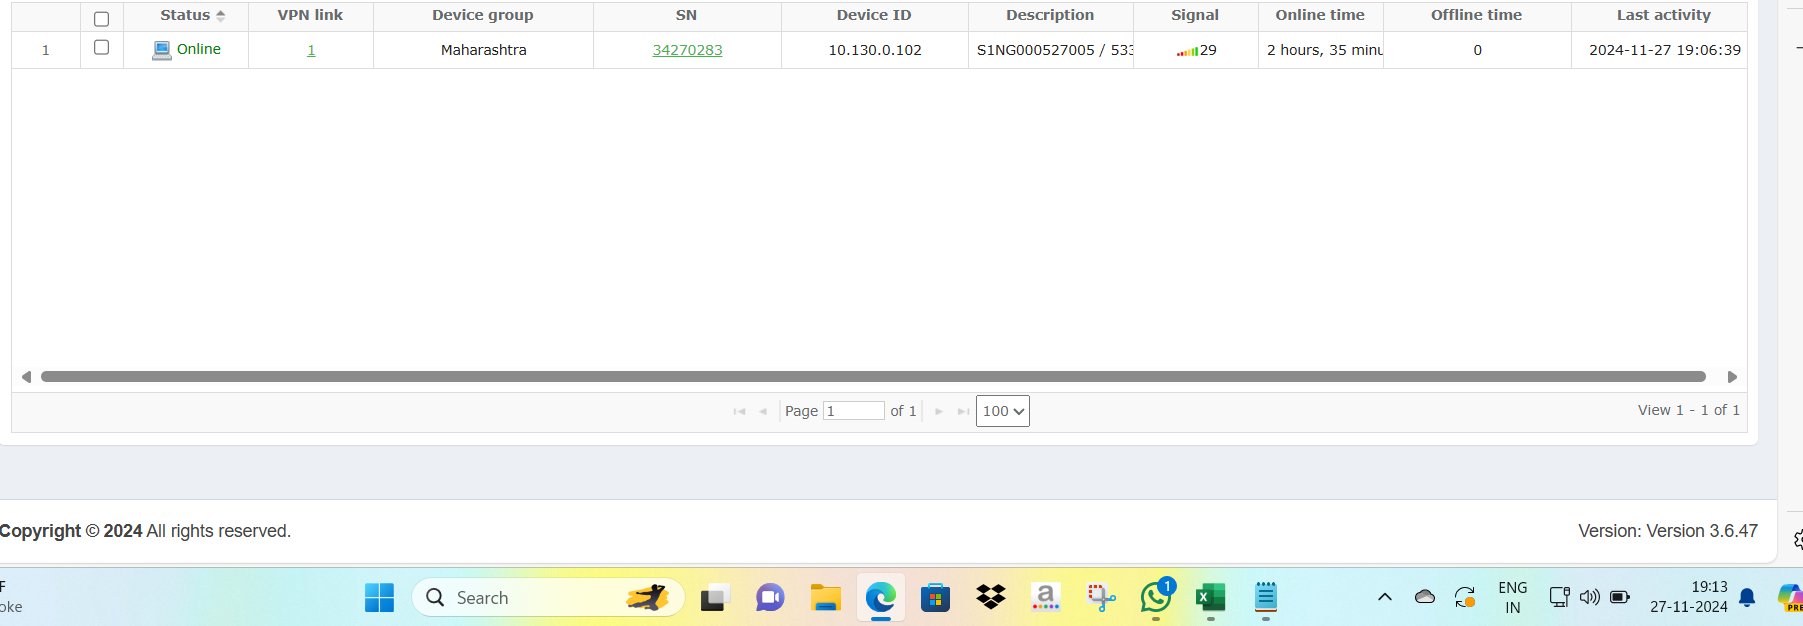 Status VPN link Device group SN Device ID Description Signal Online time Offline time Last activity
1 Online 1 Maharashtra 34270283 10.130.0.102 S1NG000527005 / 533 29 2 hours, 35 minu 0 2024-11-27 19:06:39
Page 1 of 1 100 View 1 - 1 of 1
Copyright © 2024 All rights reserved. Version: Version 3.6.47
F
oke
Search
a
X
1
ENG
IN
19:13
27-11-2024
PRE